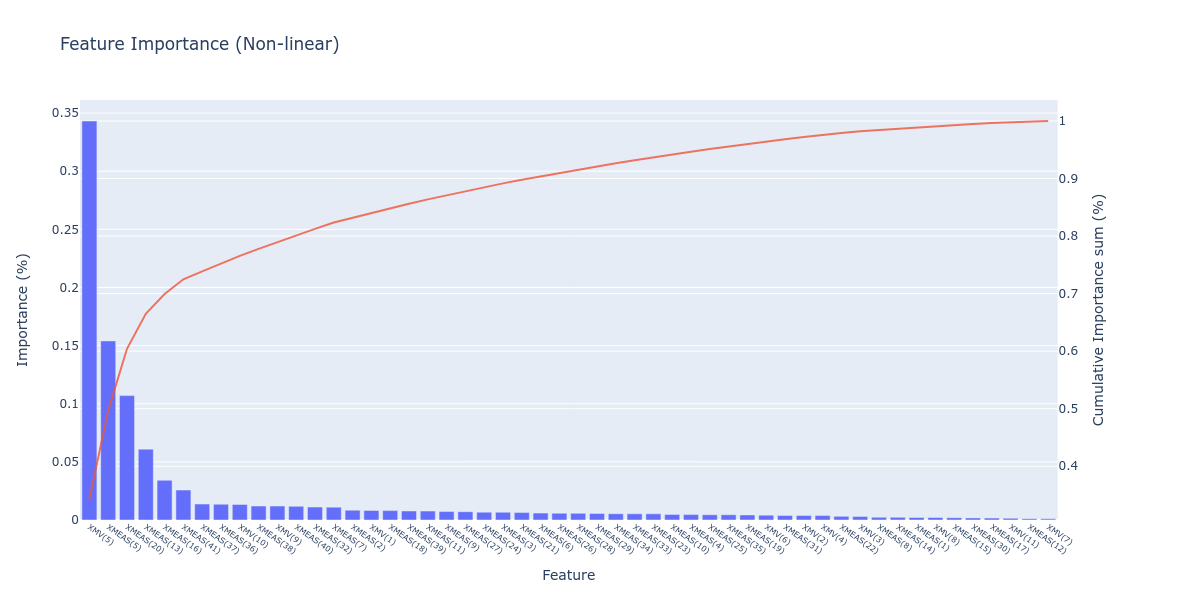 Feature Importance (Non-linear)
0.35
0.3
0.25
0.2
0.15
0.1
0.05
0
Importance (%)
1
0.9
0.8
0.7
0.6
0.5
0.4
Cumulative Importance sum (%)
XMV(5)
XMEAS(5)
XMEAS(20)
XMEAS(13)
XMEAS(16)
XMEAS(41)
XMEAS(37)
XMEAS(36)
XMV(10)
XMEAS(38)
XMV(9)
XMEAS(40)
XMEAS(32)
XMEAS(7)
XMEAS(2)
XMV(1)
XMEAS(18)
XMEAS(39)
XMEAS(11)
XMEAS(9)
XMEAS(27)
XMEAS(24)
XMEAS(3)
XMEAS(21)
XMEAS(6)
XMEAS(26)
XMEAS(28)
XMEAS(29)
XMEAS(34)
XMEAS(33)
XMEAS(23)
XMEAS(10)
XMEAS(4)
XMEAS(25)
XMEAS(35)
XMEAS(19)
XMV(6)
XMEAS(31)
XMV(2)
XMV(4)
XMEAS(22)
XMV(3)
XMEAS(8)
XMEAS(14)
XMEAS(1)
XMV(8)
XMEAS(15)
XMEAS(30)
XMEAS(17)
XMV(11)
XMEAS(12)
XMV(7)
Feature